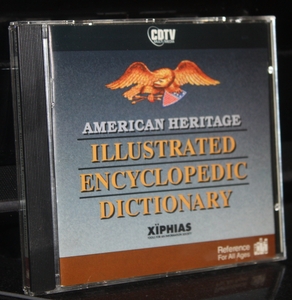 CDTV
AMERICAN HERITAGE
ILLUSTRATED
ENCYCLOPEDIC
DICTIONARY
XIPHIAS
Reference
For All Ages